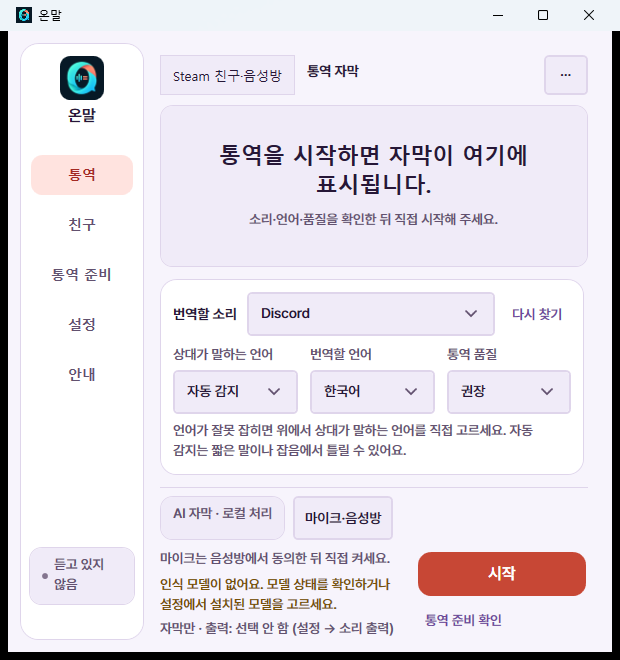 온말
온말
통역
친구
통역 준비
설정
안내
듣고 있지
않음
Steam 친구·음성방
통역 자막
...
통역을 시작하면 자막이 여기에
표시됩니다.
소리·언어·품질을 확인한 뒤 직접 시작해 주세요.
번역할 소리
Discord
다시 찾기
상대가 말하는 언어
번역할 언어
통역 품질
자동 감지
한국어
권장
언어가 잘못 잡히면 위에서 상대가 말하는 언어를 직접 고르세요. 자동
감지는 짧은 말이나 잡음에서 틀릴 수 있어요.
AI 자막 · 로컬 처리
마이크·음성방
마이크는 음성방에서 동의한 뒤 직접 켜세요.
인식 모델이 없어요. 모델 상태를 확인하거나
설정에서 설치된 모델을 고르세요.
자막만 · 출력: 선택 안 함 (설정 → 소리 출력)
시작
통역 준비 확인